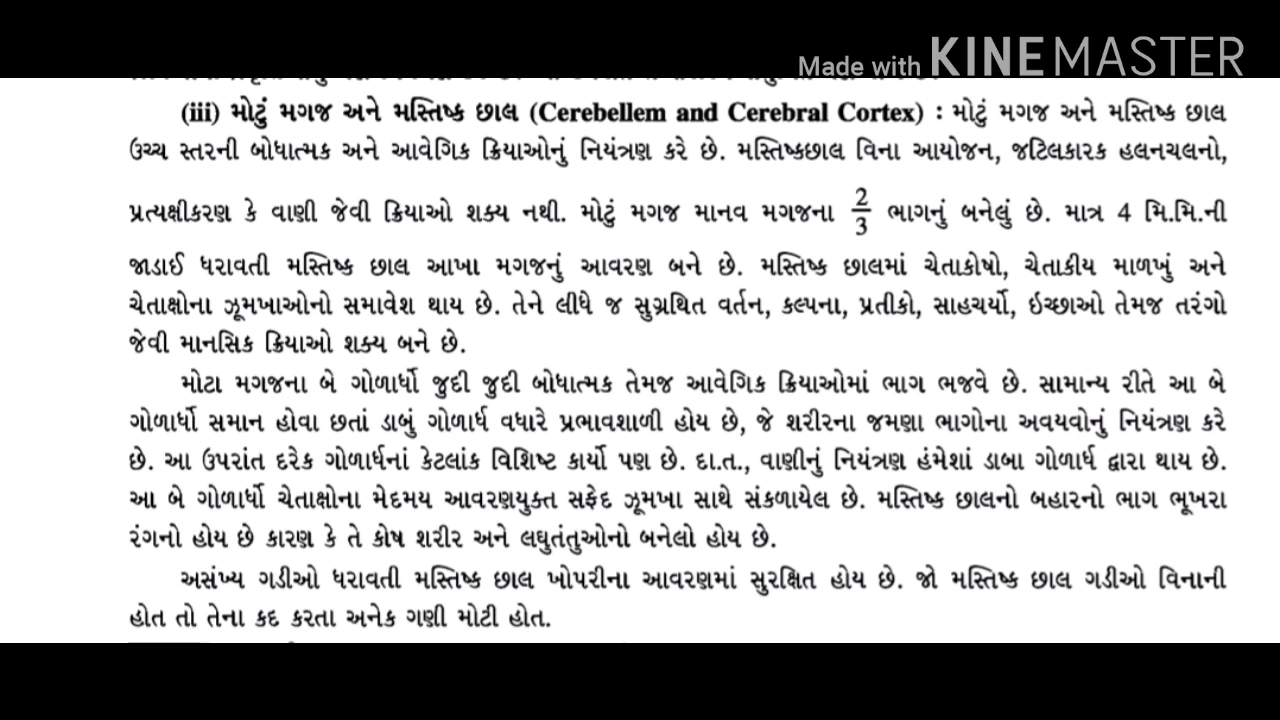 Made with KINEMASTER
(iii) મોટું મગજ અને મસ્તિષ્ક છાલ (Cerebellem and Cerebral Cortex) : મોટું મગજ અને મસ્તિષ્ક છાલ
ઉચ્ચ સ્તરની બોધાત્મક અને આવેગિક ક્રિયાઓનું નિયંત્રણ કરે છે. મસ્તિષ્કછાલ વિના આયોજન, જટિલકારક હલનચલનો,
પ્રત્યક્ષીકરણ કે વાણી જેવી ક્રિયાઓ શક્ય નથી. મોટું મગજ માનવ મગજના 2/3 ભાગનું બનેલું છે. માત્ર 4 મિ.મિ.ની
જાડાઈ ધરાવતી મસ્તિષ્ક છાલ આખા મગજનું આવરણ બને છે. મસ્તિષ્ક છાલમાં ચેતાકોષો, ચેતાકીય માળખું અને
ચેતાક્ષોના ઝૂમખાઓનો સમાવેશ થાય છે. તેને લીધે જ સુગ્રથિત વર્તન, કલ્પના, પ્રતીકો, સાહચર્યો, ઇચ્છાઓ તેમજ તરંગો
જેવી માનસિક ક્રિયાઓ શક્ય બને છે.
મોટા મગજના બે ગોળાર્ધો જુદી જુદી બોધાત્મક તેમજ આવેગિક ક્રિયાઓમાં ભાગ ભજવે છે. સામાન્ય રીતે આ બે
ગોળાર્ધો સમાન હોવા છતાં ડાબું ગોળાર્ધ વધારે પ્રભાવશાળી હોય છે, જે શરીરના જમણા ભાગોના અવયવોનું નિયંત્રણ કરે
છે. આ ઉપરાંત દરેક ગોળાર્ધનાં કેટલાંક વિશિષ્ટ કાર્યો પણ છે. દા.ત., વાણીનું નિયંત્રણ હંમેશાં ડાબા ગોળાર્ધ દ્વારા થાય છે.
આ બે ગોળાર્ધો ચેતાક્ષોના મેદમય આવરણયુક્ત સફેદ ઝૂમખા સાથે સંકળાયેલ છે. મસ્તિષ્ક છાલનો બહારનો ભાગ ભૂખરા
રંગનો હોય છે કારણ કે તે કોષ શરીર અને લઘુતંતુઓનો બનેલો હોય છે.
અસંખ્ય ગડીઓ ધરાવતી મસ્તિષ્ક છાલ ખોપરીના આવરણમાં સુરક્ષિત હોય છે. જો મસ્તિષ્ક છાલ ગડીઓ વિનાની
હોત તો તેના કદ કરતા અનેક ગણી મોટી હોત.